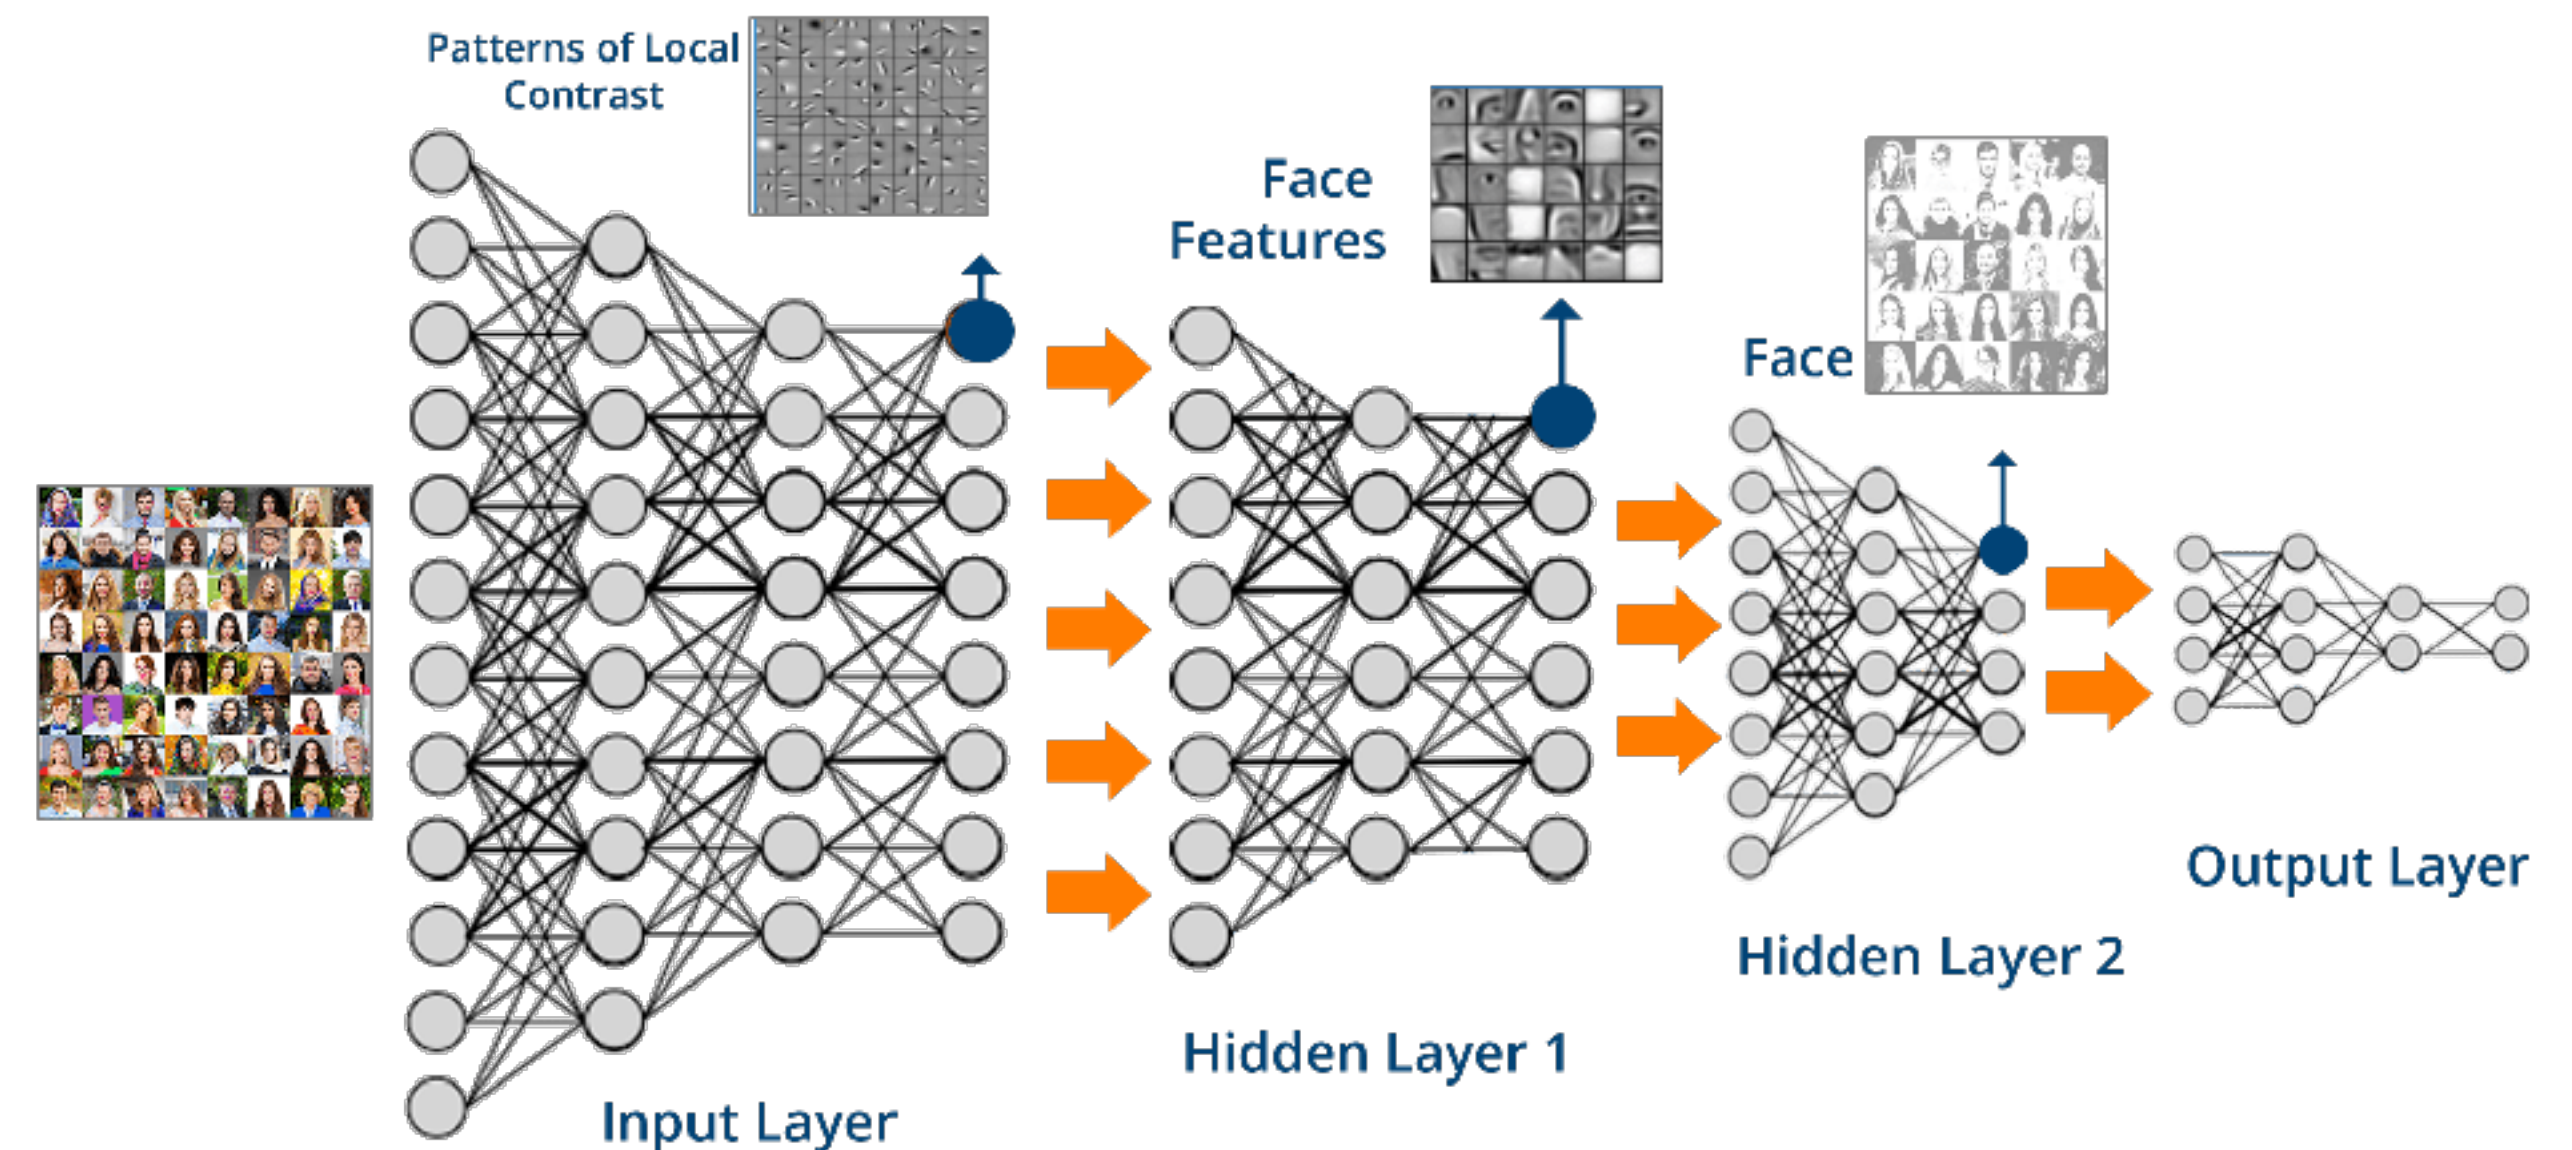 Patterns of Local
Contrast
Face
Features
Face
Input Layer
Hidden Layer 1
Hidden Layer 2
Output Layer